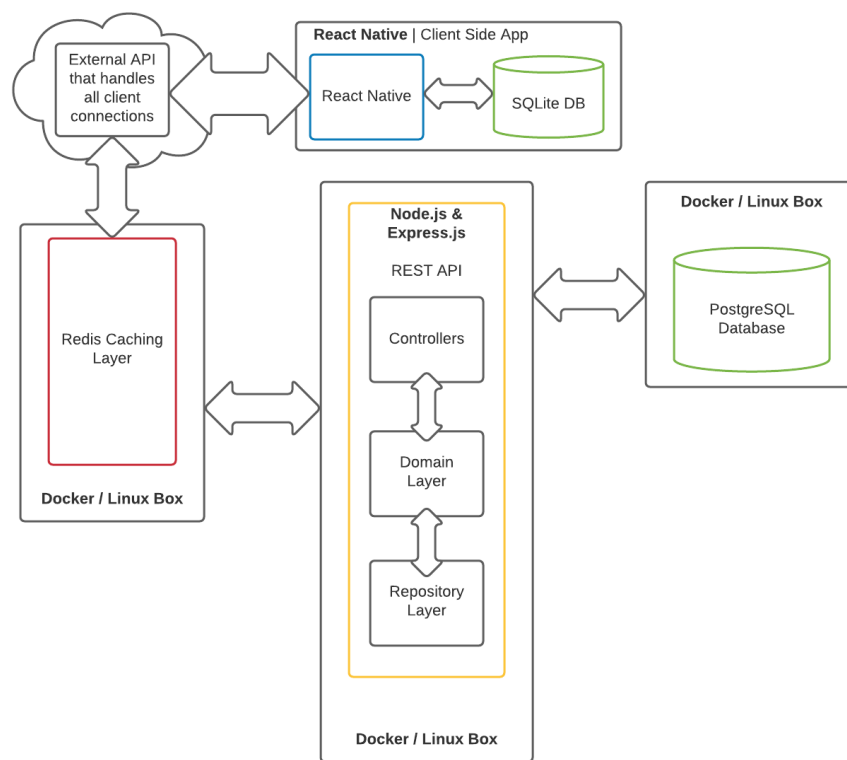 External API
that handles
all client
connections
React Native | Client Side App
React Native
SQLite DB
Redis Caching
Layer
Docker / Linux Box
Node.js &
Express.js
REST API
Controllers
Domain
Layer
Repository
Layer
Docker / Linux Box
Docker / Linux Box
PostgreSQL
Database